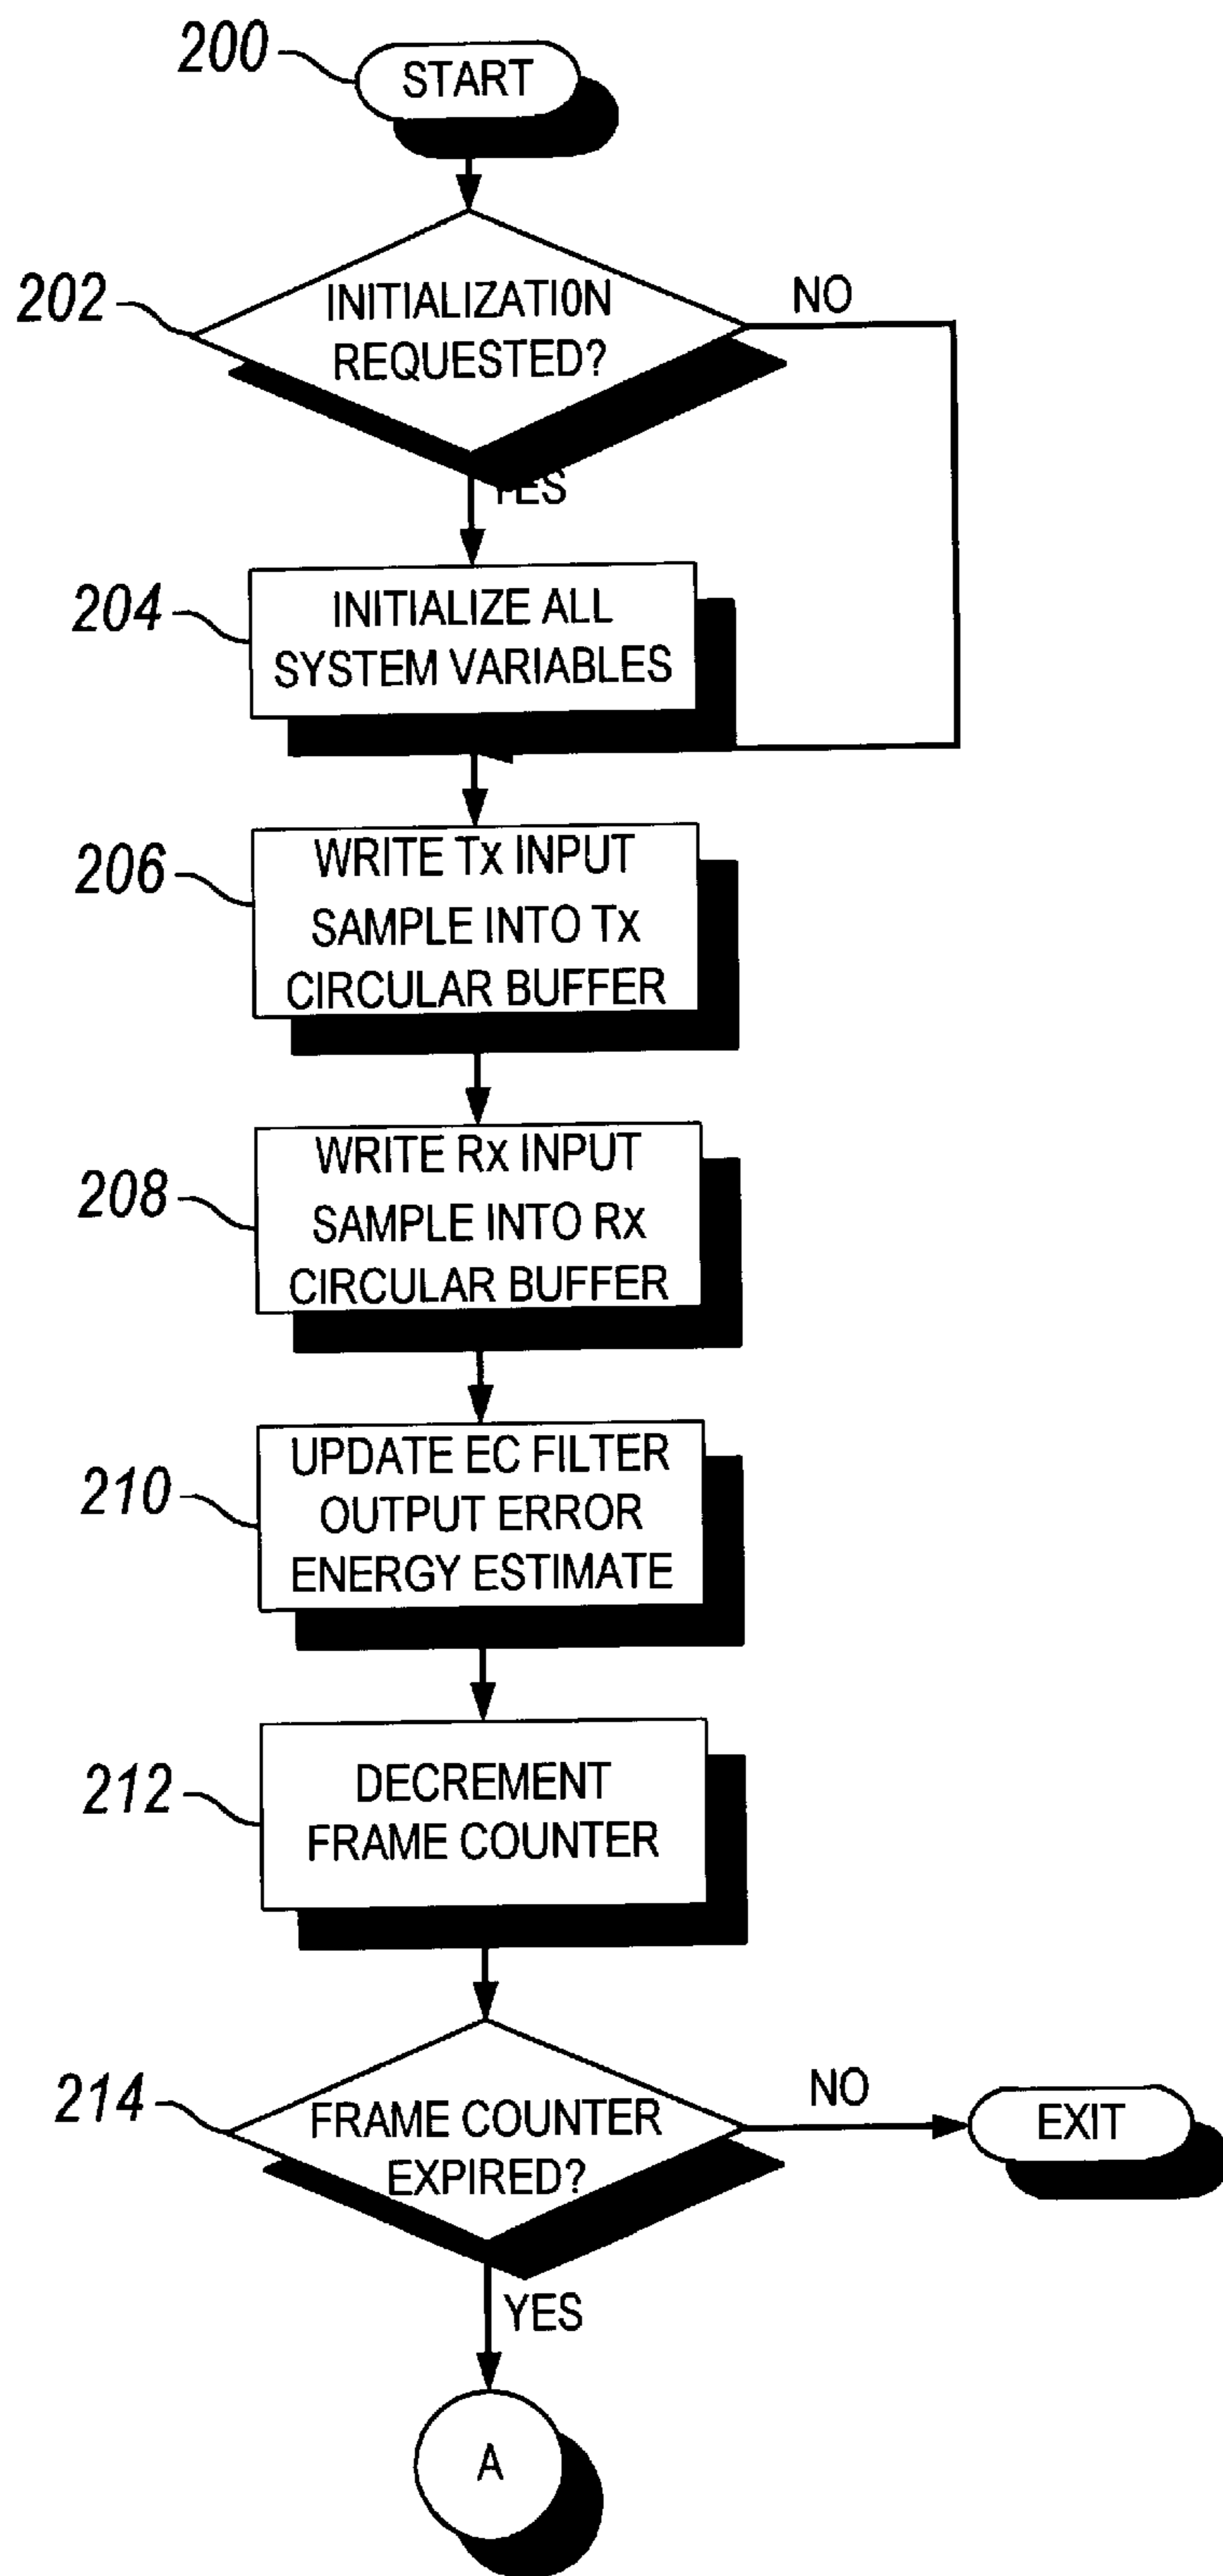 200
START
202
INITIALIZATION
REQUESTED?
NO
YES
204
INITIALIZE ALL
SYSTEM VARIABLES
206
WRITE Tx INPUT
SAMPLE INTO Tx
CIRCULAR BUFFER
208
WRITE Rx INPUT
SAMPLE INTO Rx
CIRCULAR BUFFER
210
UPDATE EC FILTER
OUTPUT ERROR
ENERGY ESTIMATE
212
DECREMENT
FRAME COUNTER
214
FRAME COUNTER
EXPIRED?
NO
EXIT
YES
A